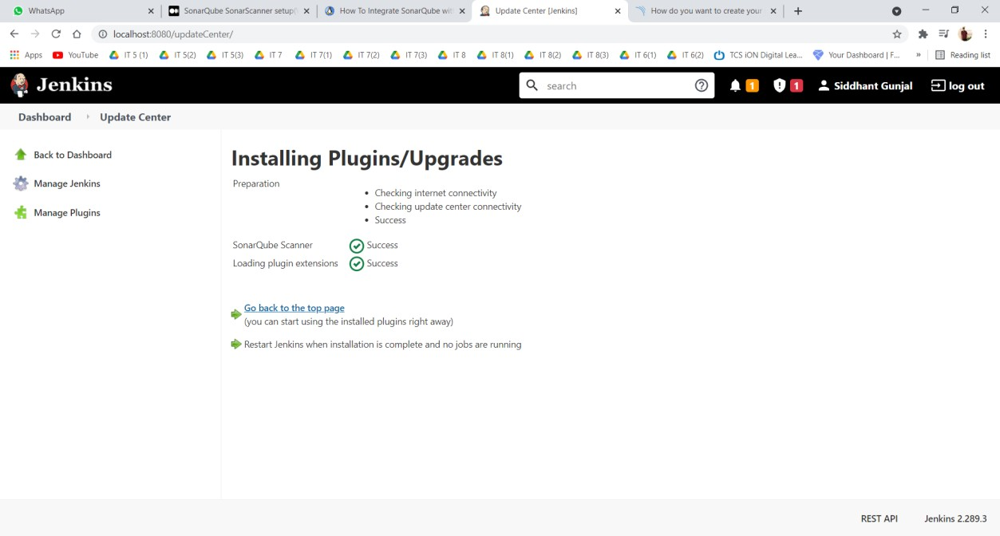 WhatsApp
SonarQube SonarScanner setup(
How To Integrate SonarQube wit
Update Center [Jenkins]
How do you want to create your
localhost:8080/updateCenter/
Apps
YouTube
IT 5 (1)
IT 5(2)
IT 5(3)
IT 7
IT 7(1)
IT 7(2)
IT 7(3)
IT 8
IT 8(1)
IT 8(2)
IT 8(3)
IT 6(1)
IT 6(2)
TCS iON Digital Lea...
Your Dashboard | F...
»
Reading list
Jenkins
search
1
1
Siddhant Gunjal
log out
Dashboard
Update Center
Back to Dashboard
Manage Jenkins
Manage Plugins
Installing Plugins/Upgrades
Preparation
• Checking internet connectivity
• Checking update center connectivity
• Success
SonarQube Scanner Success
Loading plugin extensions Success
Go back to the top page
(you can start using the installed plugins right away)
Restart Jenkins when installation is complete and no jobs are running
REST API
Jenkins 2.289.3